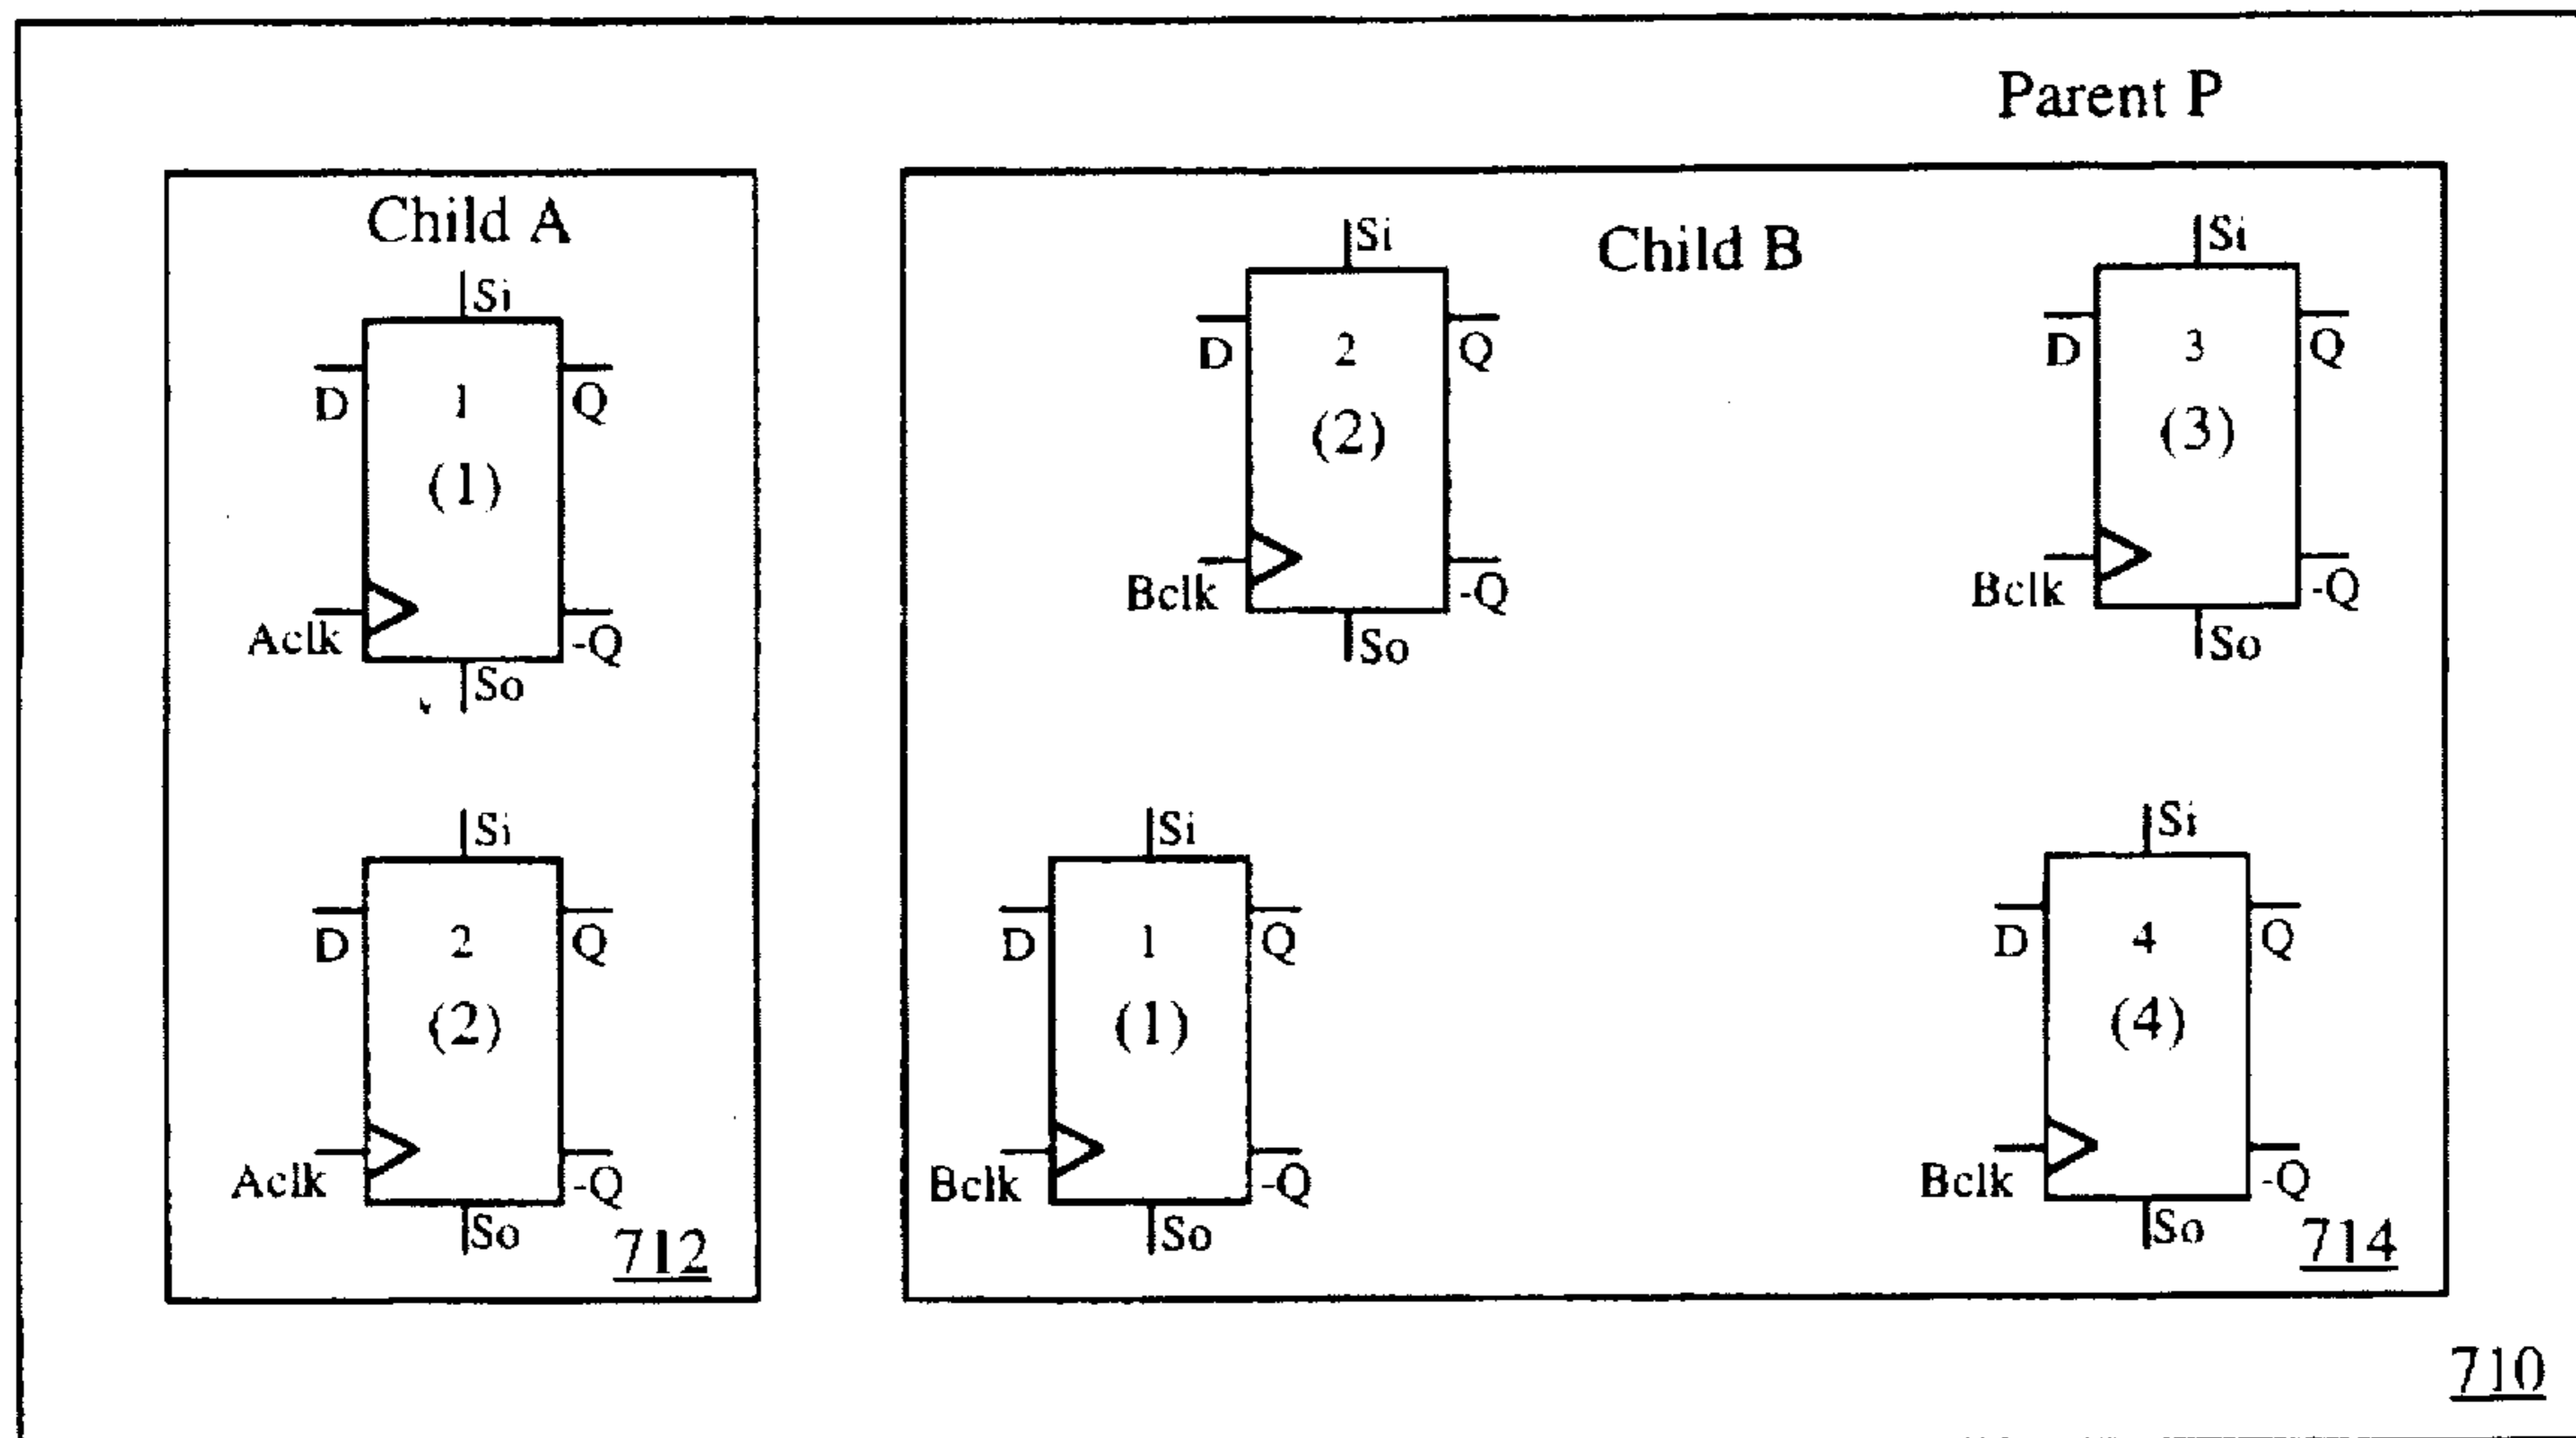 Parent P
Child A
Si
D
1
Q
(1)
Aclk
-Q
So
Si
D
2
Q
(2)
Aclk
-Q
So
712
Child B
Si
D
2
Q
(2)
Bclk
-Q
So
Si
D
3
Q
(3)
Bclk
-Q
So
Si
D
1
Q
(1)
Bclk
-Q
So
Si
D
4
Q
(4)
Bclk
-Q
So
714
710